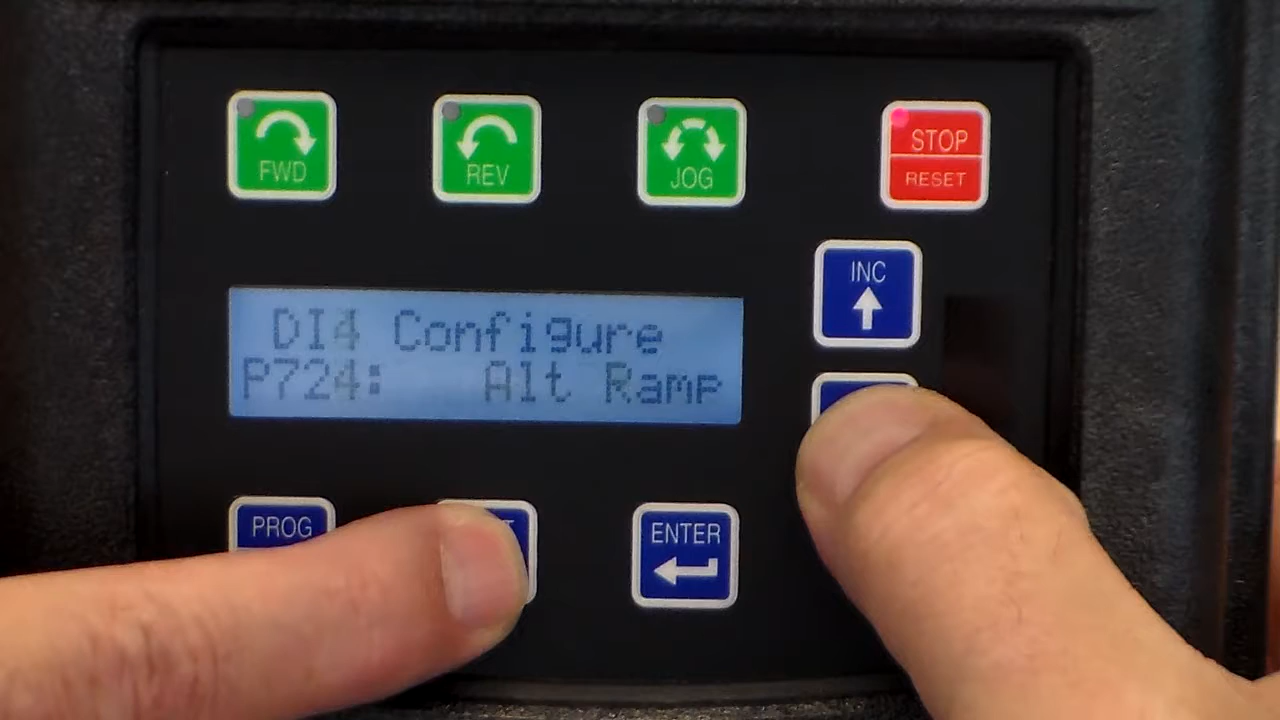 FWD
REV
JOG
STOP
RESET
INC
DI4 Configure
P724: Alt Ramp
PROG
ENTER